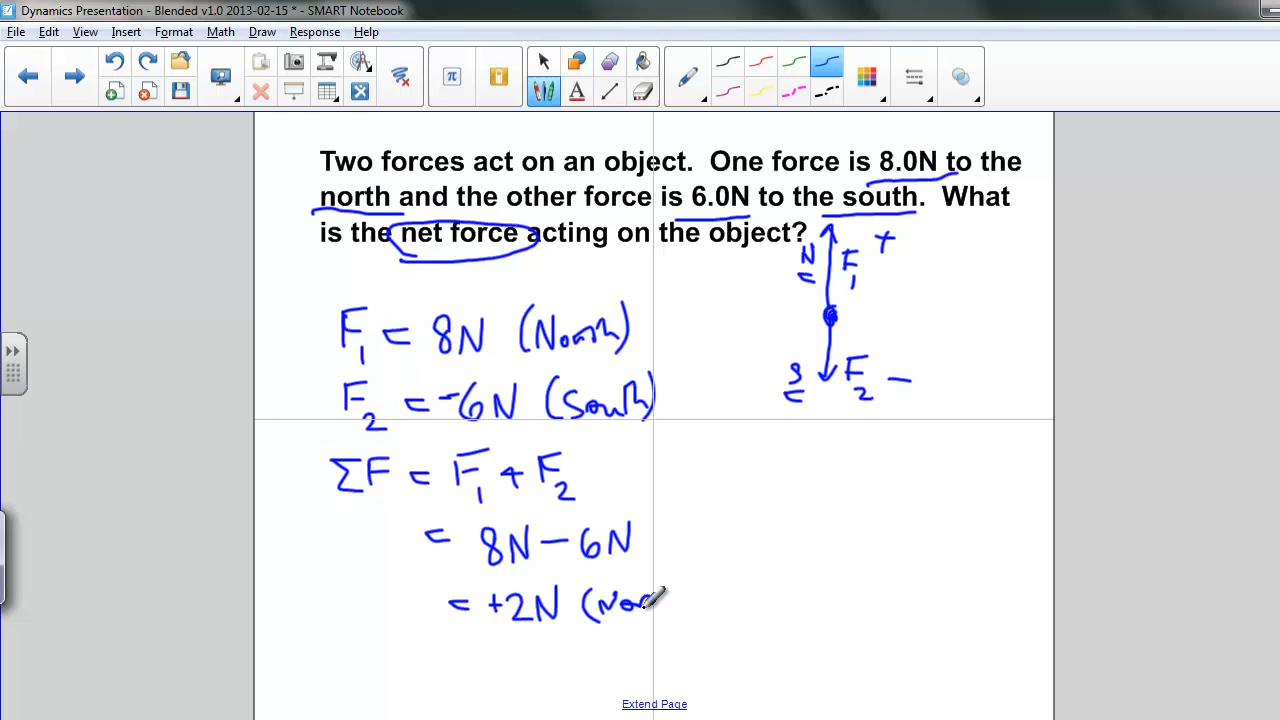 Dynamics Presentation - Blended v1.0 2013-02-15 * - SMART Notebook
File Edit View Insert Format Math Draw Response Help
Two forces act on an object. One force is 8.0N to the
north and the other force is 6.0N to the south. What
is the net force acting on the object?
+
N F1
F1 = 8N (North)
S F2 -
F2 = -6N (South)
ΣF = F1 + F2
= 8N - 6N
= +2N (Nor
Extend Page